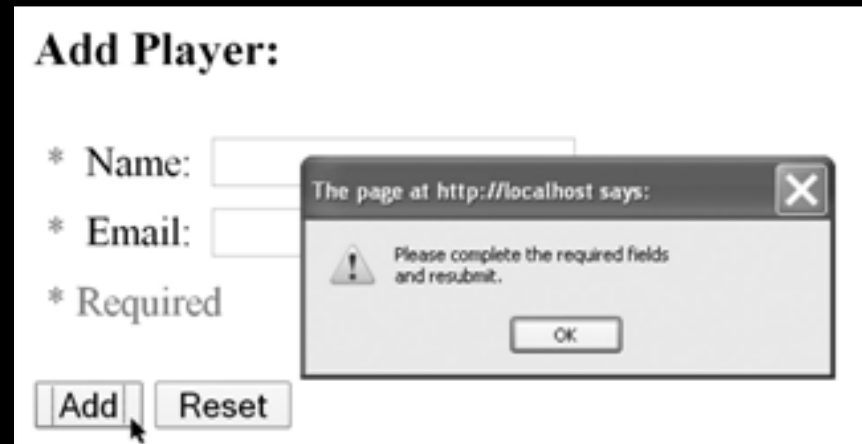 Add Player:
* Name:
* Email:
* Required
The page at http://localhost says:
Please complete the required fields
and resubmit.
OK
Add Reset